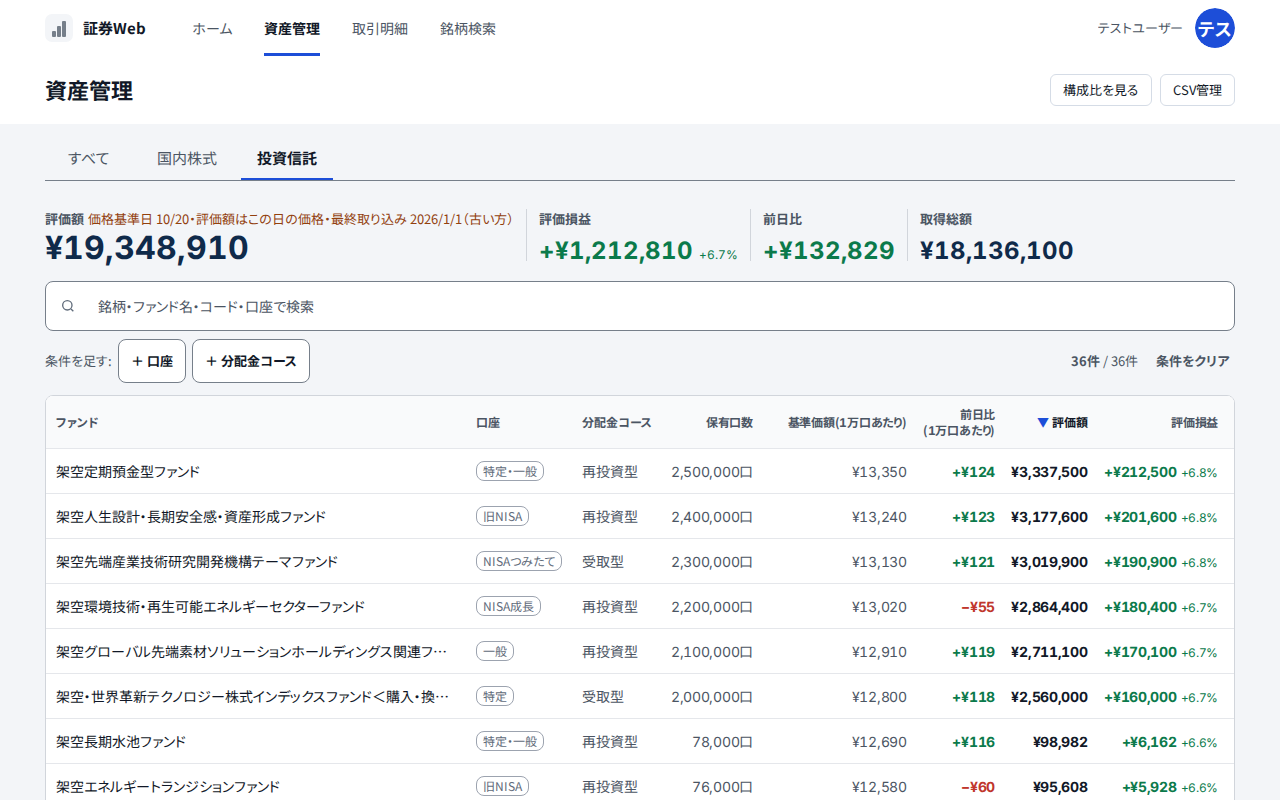 証券Web ホーム 資産管理 取引明細 銘柄検索 テストユーザー テス
資産管理 構成比を見る CSV管理
すべて 国内株式 投資信託
評価額 価格基準日 10/20・評価額はこの日の価格・最終取り込み 2026/1/1（古い方） 評価損益 前日比 取得総額
¥19,348,910 +¥1,212,810 +6.7% +¥132,829 ¥18,136,100
銘柄・ファンド名・コード・口座で検索
条件を足す: ＋ 口座 ＋ 分配金コース 36件 / 36件 条件をクリア
ファンド 口座 分配金コース 保有口数 基準価額(1万口あたり) 前日比 (1万口あたり) ▼ 評価額 評価損益
架空定期預金型ファンド 特定・一般 再投資型 2,500,000口 ¥13,350 +¥124 ¥3,337,500 +¥212,500 +6.8%
架空人生設計・長期安全感・資産形成ファンド 旧NISA 再投資型 2,400,000口 ¥13,240 +¥123 ¥3,177,600 +¥201,600 +6.8%
架空先端産業技術研究開発機構テーマファンド NISAつみたて 受取型 2,300,000口 ¥13,130 +¥121 ¥3,019,900 +¥190,900 +6.8%
架空環境技術・再生可能エネルギーセクターファンド NISA成長 再投資型 2,200,000口 ¥13,020 −¥55 ¥2,864,400 +¥180,400 +6.7%
架空グローバル先端素材ソリューションホールディングス関連フ… 一般 再投資型 2,100,000口 ¥12,910 +¥119 ¥2,711,100 +¥170,100 +6.7%
架空・世界革新テクノロジー株式インデックスファンド＜購入・換… 特定 受取型 2,000,000口 ¥12,800 +¥118 ¥2,560,000 +¥160,000 +6.7%
架空長期水池ファンド 特定・一般 再投資型 78,000口 ¥12,690 +¥116 ¥98,982 +¥6,162 +6.6%
架空エネルギートランジションファンド 旧NISA 再投資型 76,000口 ¥12,580 −¥60 ¥95,608 +¥5,928 +6.6%